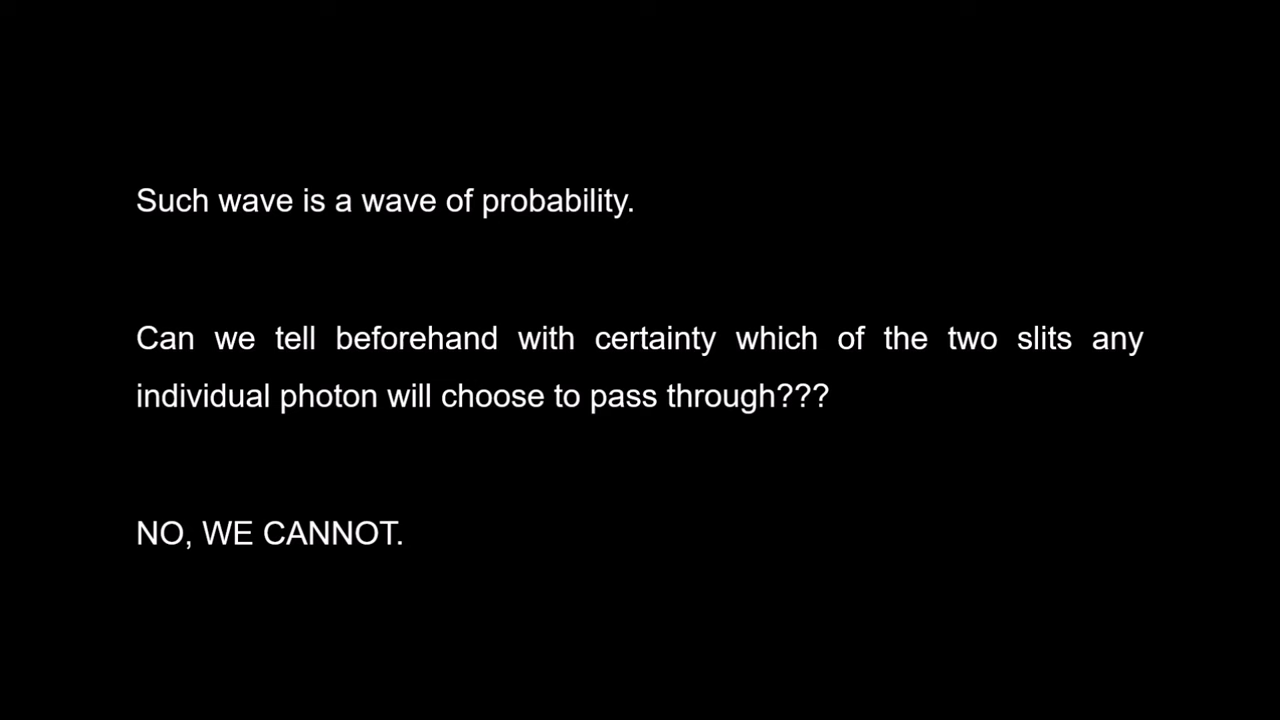 Such wave is a wave of probability.
Can we tell beforehand with certainty which of the two slits any
individual photon will choose to pass through???
NO, WE CANNOT.